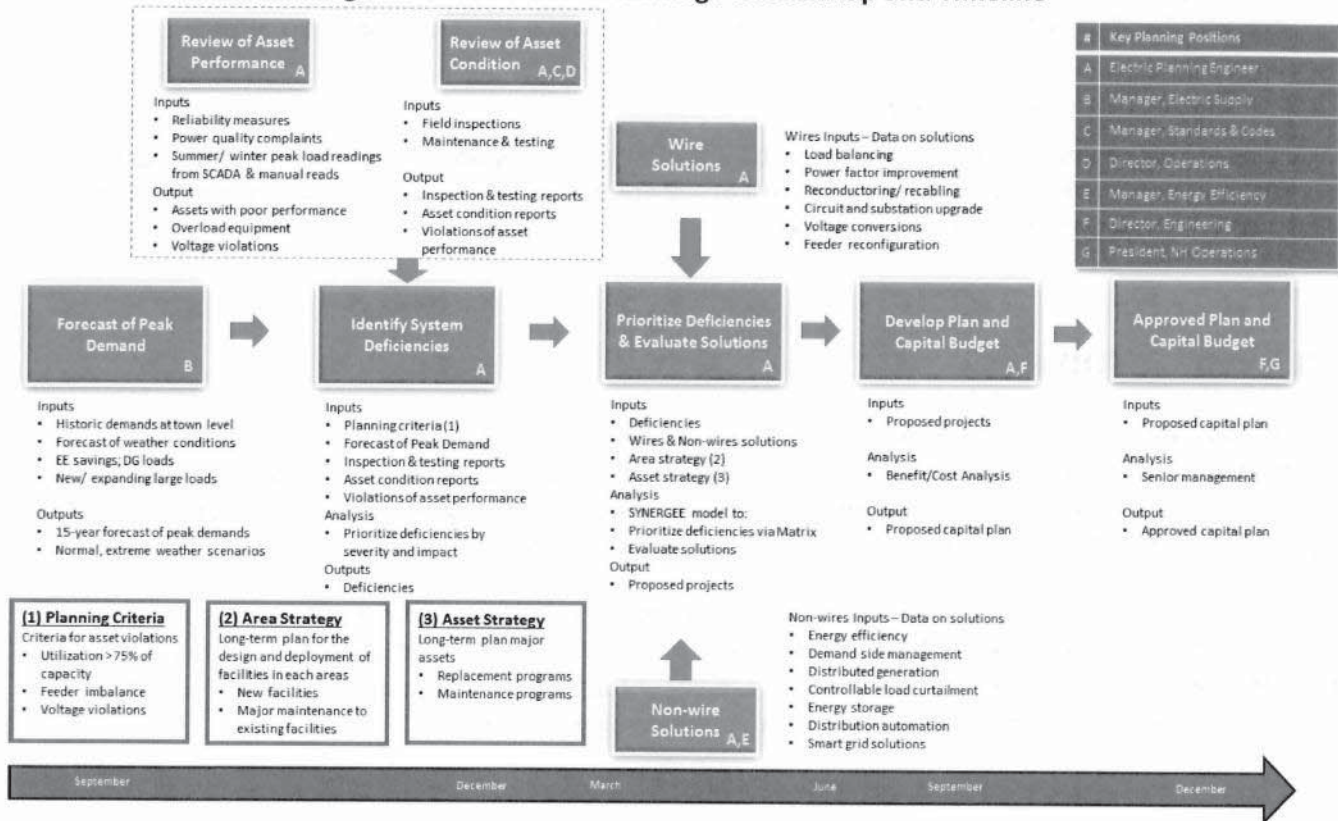 Review of Asset
Performance
A
Inputs
• Reliability measures
• Power quality complaints
• Summer/ winter peak load readings
from SCADA & manual reads
Output
• Assets with poor performance
• Overload equipment
• Voltage violations
Review of Asset
Condition
A,C,D
Inputs
• Field inspections
• Maintenance & testing
Output
• Inspection & testing reports
• Asset condition reports
• Violations of asset
performance
Wire
Solutions
A
Wires Inputs – Data on solutions
• Load balancing
• Power factor improvement
• Reconductoring/ recabling
• Circuit and substation upgrade
• Voltage conversions
• Feeder reconfiguration
# Key Planning Positions
A Electric Planning Engineer
B Manager, Electric Supply
C Manager, Standards & Codes
D Director, Operations
E Manager, Energy Efficiency
F Director, Engineering
G President, NH Operations
Forecast of Peak
Demand
B
Inputs
• Historic demands at town level
• Forecast of weather conditions
• EE savings; DG loads
• New/ expanding large loads
Outputs
• 15-year forecast of peak demands
• Normal, extreme weather scenarios
Identify System
Deficiencies
A
Inputs
• Planning criteria (1)
• Forecast of Peak Demand
• Inspection & testing reports
• Asset condition reports
• Violations of asset performance
Analysis
• Prioritize deficiencies by
severity and impact
Outputs
• Deficiencies
Prioritize Deficiencies
& Evaluate Solutions
A
Inputs
• Deficiencies
• Wires & Non-wires solutions
• Area strategy (2)
• Asset strategy (3)
Analysis
• SYNERGEE model to:
• Prioritize deficiencies via Matrix
• Evaluate solutions
Output
• Proposed projects
Develop Plan and
Capital Budget
A,F
Inputs
• Proposed projects
Analysis
• Benefit/Cost Analysis
Output
• Proposed capital plan
Approved Plan and
Capital Budget
F,G
Inputs
• Proposed capital plan
Analysis
• Senior management
Output
• Approved capital plan
(1) Planning Criteria
Criteria for asset violations
• Utilization >75% of
capacity
• Feeder imbalance
• Voltage violations
(2) Area Strategy
Long-term plan for the
design and deployment of
facilities in each areas
• New facilities
• Major maintenance to
existing facilities
(3) Asset Strategy
Long-term plan major
assets
• Replacement programs
• Maintenance programs
Non-wire
Solutions
A,E
Non-wires Inputs – Data on solutions
• Energy efficiency
• Demand side management
• Distributed generation
• Controllable load curtailment
• Energy storage
• Distribution automation
• Smart grid solutions
September
December
March
June
September
December